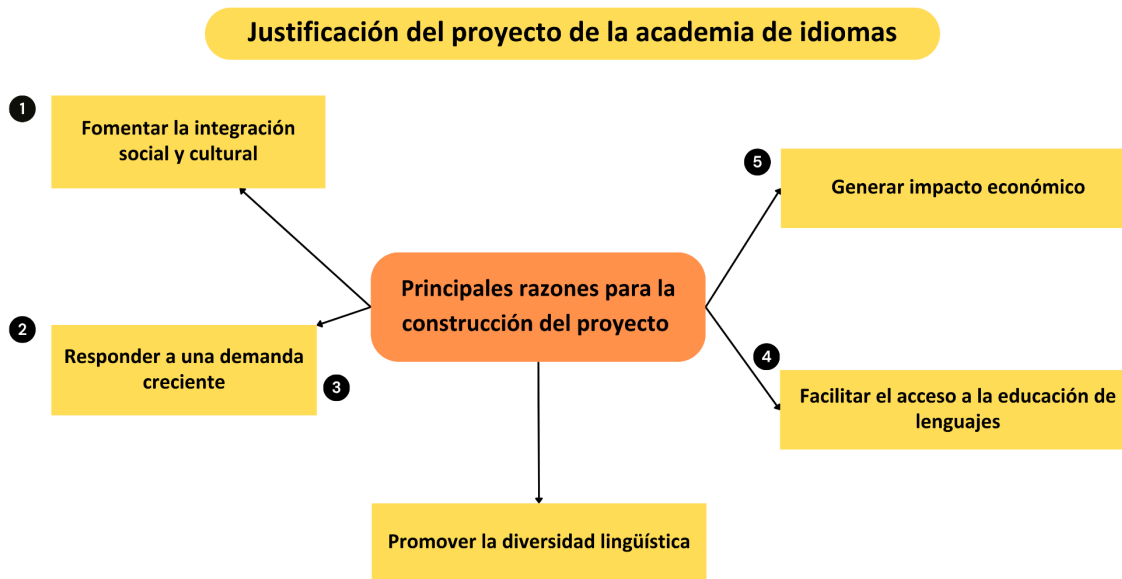 Justificación del proyecto de la academia de idiomas
1
Fomentar la integración
social y cultural
5
Generar impacto económico
Principales razones para la
construcción del proyecto
2
Responder a una demanda
creciente
3
4
Facilitar el acceso a la educación de
lenguajes
Promover la diversidad lingüística